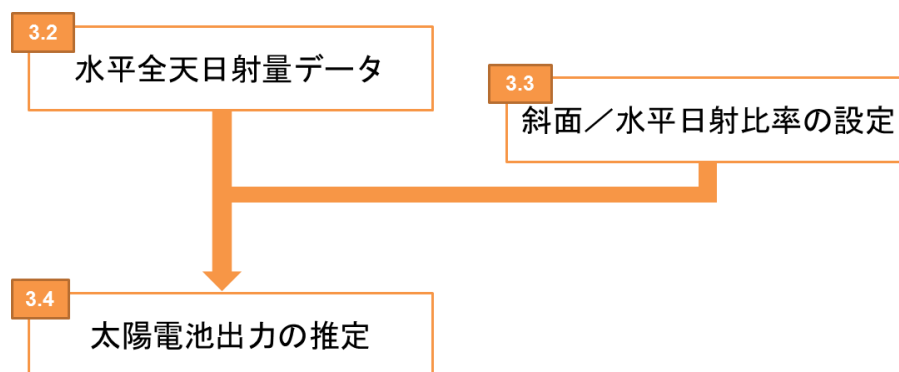 3.2
水平全天日射量データ
3.3
斜面／水平日射比率の設定
3.4
太陽電池出力の推定